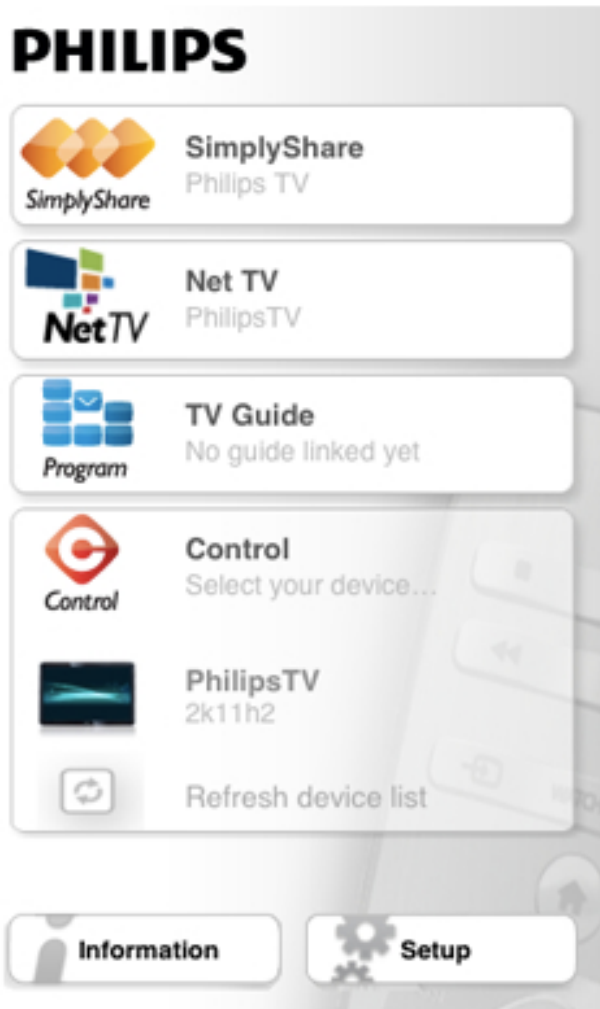 PHILIPS
SimplyShare
Philips TV
SimplyShare
Net TV
PhilipsTV
NetTV
TV Guide
No guide linked yet
Program
Control
Select your device...
Control
PhilipsTV
2k11h2
Refresh device list
Information
Setup